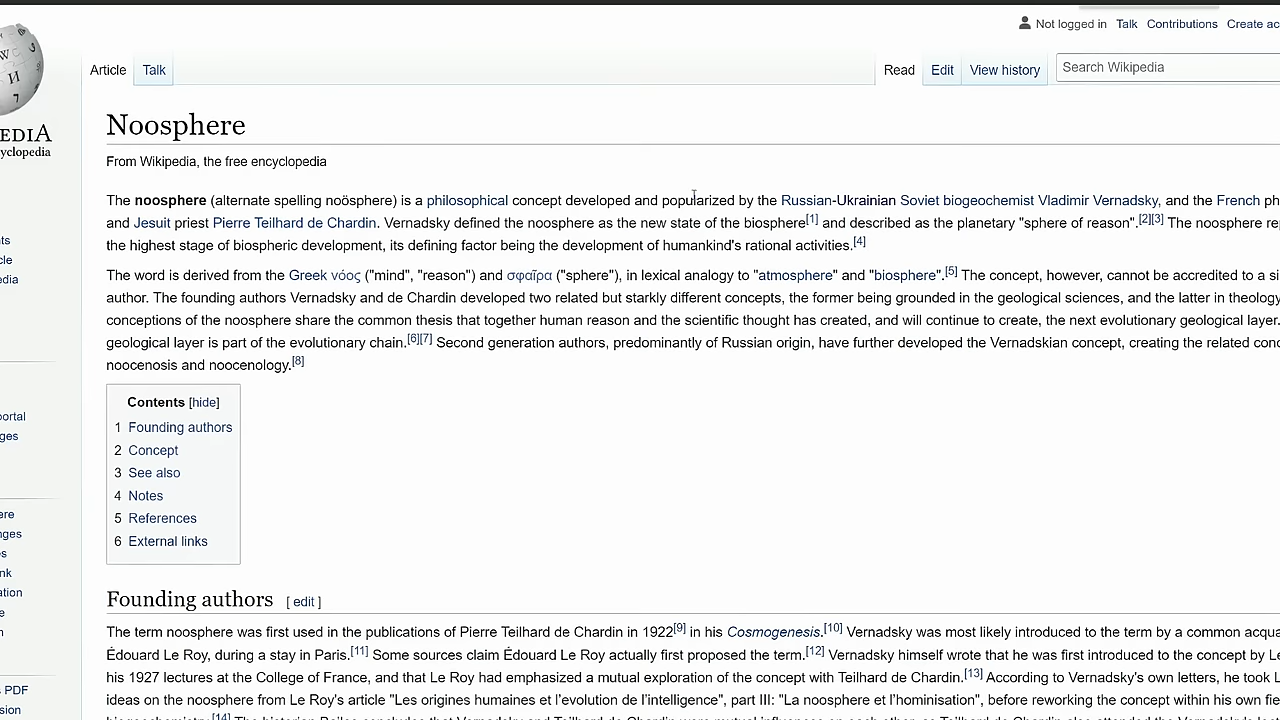 Not logged in Talk Contributions Create ac
Article Talk Read Edit View history Search Wikipedia
W
И
EDIA
cyclopedia
Noosphere
From Wikipedia, the free encyclopedia
The noosphere (alternate spelling noösphere) is a philosophical concept developed and popularized by the Russian-Ukrainian Soviet biogeochemist Vladimir Vernadsky, and the French ph
and Jesuit priest Pierre Teilhard de Chardin. Vernadsky defined the noosphere as the new state of the biosphere[1] and described as the planetary "sphere of reason".[2][3] The noosphere re
the highest stage of biospheric development, its defining factor being the development of humankind's rational activities.[4]
The word is derived from the Greek νόος ("mind", "reason") and σφαῖρα ("sphere"), in lexical analogy to "atmosphere" and "biosphere".[5] The concept, however, cannot be accredited to a si
author. The founding authors Vernadsky and de Chardin developed two related but starkly different concepts, the former being grounded in the geological sciences, and the latter in theology
conceptions of the noosphere share the common thesis that together human reason and the scientific thought has created, and will continue to create, the next evolutionary geological layer.
geological layer is part of the evolutionary chain.[6][7] Second generation authors, predominantly of Russian origin, have further developed the Vernadskian concept, creating the related conc
noocenosis and noocenology.[8]
Contents [hide]
1 Founding authors
2 Concept
3 See also
4 Notes
5 References
6 External links
Founding authors [ edit ]
The term noosphere was first used in the publications of Pierre Teilhard de Chardin in 1922[9] in his Cosmogenesis.[10] Vernadsky was most likely introduced to the term by a common acqua
Édouard Le Roy, during a stay in Paris.[11] Some sources claim Édouard Le Roy actually first proposed the term.[12] Vernadsky himself wrote that he was first introduced to the concept by Le
his 1927 lectures at the College of France, and that Le Roy had emphasized a mutual exploration of the concept with Teilhard de Chardin.[13] According to Vernadsky's own letters, he took L
ideas on the noosphere from Le Roy's article "Les origines humaines et l'evolution de l'intelligence", part III: "La noosphere et l'hominisation", before reworking the concept within his own fie
nts
cle
edia
ortal
ges
ere
nges
s
nk
ation
e
n
s PDF
sion